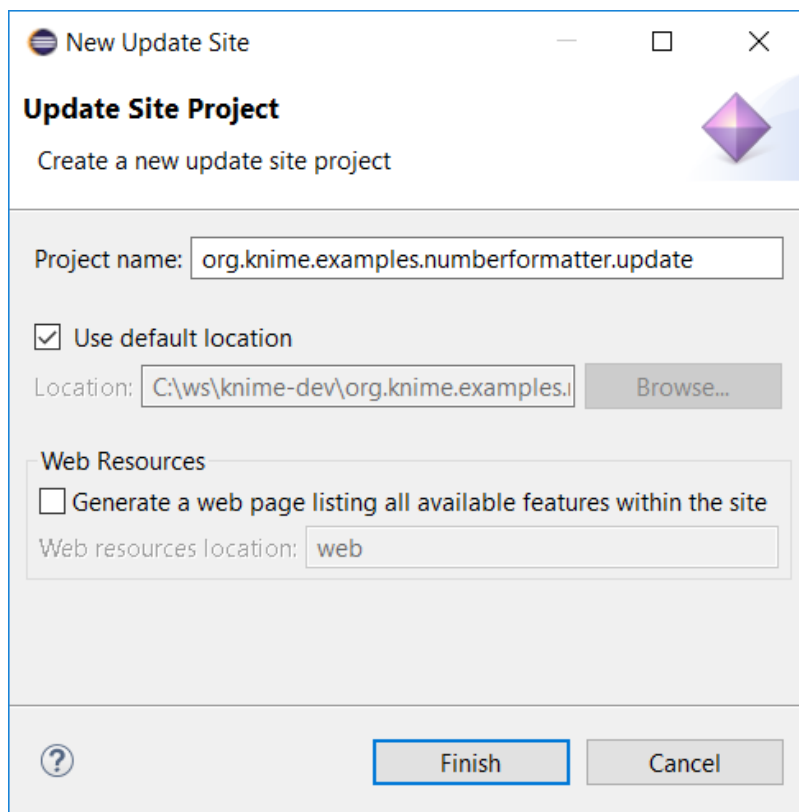 New Update Site
Update Site Project
Create a new update site project
Project name: org.knime.examples.numberformatter.update
Use default location
Location: C:\ws\knime-dev\org.knime.examples. Browse...
Web Resources
Generate a web page listing all available features within the site
Web resources location: web
? Finish Cancel